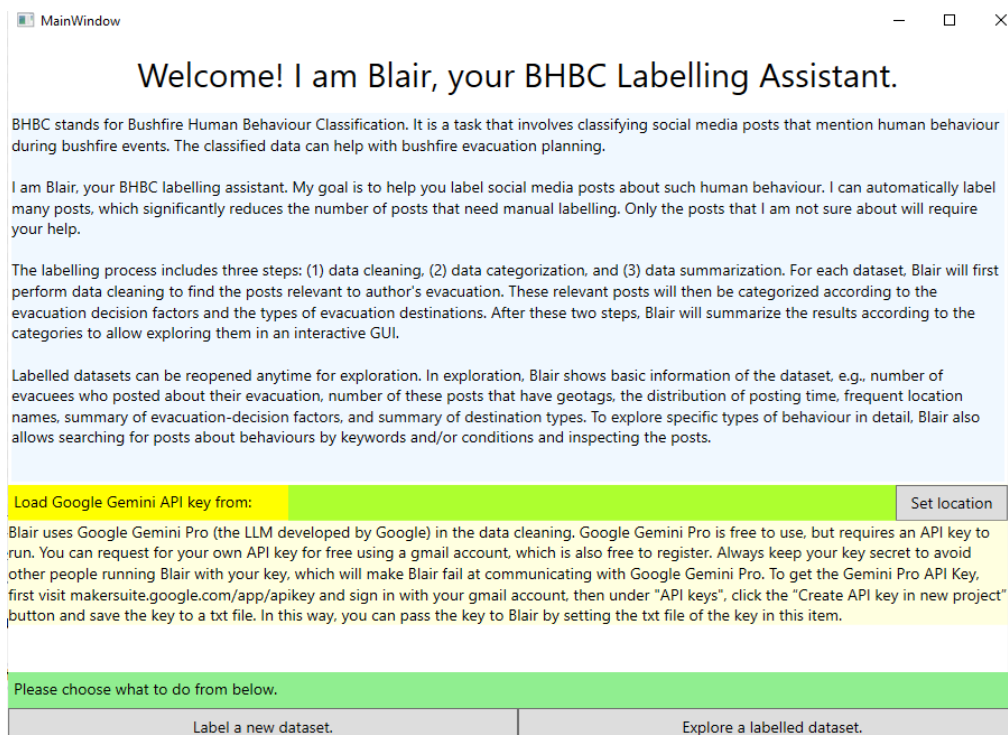 MainWindow
Welcome! I am Blair, your BHBC Labelling Assistant.
BHBC stands for Bushfire Human Behaviour Classification. It is a task that involves classifying social media posts that mention human behaviour
during bushfire events. The classified data can help with bushfire evacuation planning.
I am Blair, your BHBC labelling assistant. My goal is to help you label social media posts about such human behaviour. I can automatically label
many posts, which significantly reduces the number of posts that need manual labelling. Only the posts that I am not sure about will require
your help.
The labelling process includes three steps: (1) data cleaning, (2) data categorization, and (3) data summarization. For each dataset, Blair will first
perform data cleaning to find the posts relevant to author's evacuation. These relevant posts will then be categorized according to the
evacuation decision factors and the types of evacuation destinations. After these two steps, Blair will summarize the results according to the
categories to allow exploring them in an interactive GUI.
Labelled datasets can be reopened anytime for exploration. In exploration, Blair shows basic information of the dataset, e.g., number of
evacuees who posted about their evacuation, number of these posts that have geotags, the distribution of posting time, frequent location
names, summary of evacuation-decision factors, and summary of destination types. To explore specific types of behaviour in detail, Blair also
allows searching for posts about behaviours by keywords and/or conditions and inspecting the posts.
Load Google Gemini API key from:
Set location
Blair uses Google Gemini Pro (the LLM developed by Google) in the data cleaning. Google Gemini Pro is free to use, but requires an API key to
run. You can request for your own API key for free using a gmail account, which is also free to register. Always keep your key secret to avoid
other people running Blair with your key, which will make Blair fail at communicating with Google Gemini Pro. To get the Gemini Pro API Key,
first visit makersuite.google.com/app/apikey and sign in with your gmail account, then under "API keys", click the "Create API key in new project"
button and save the key to a txt file. In this way, you can pass the key to Blair by setting the txt file of the key in this item.
Please choose what to do from below.
Label a new dataset.
Explore a labelled dataset.